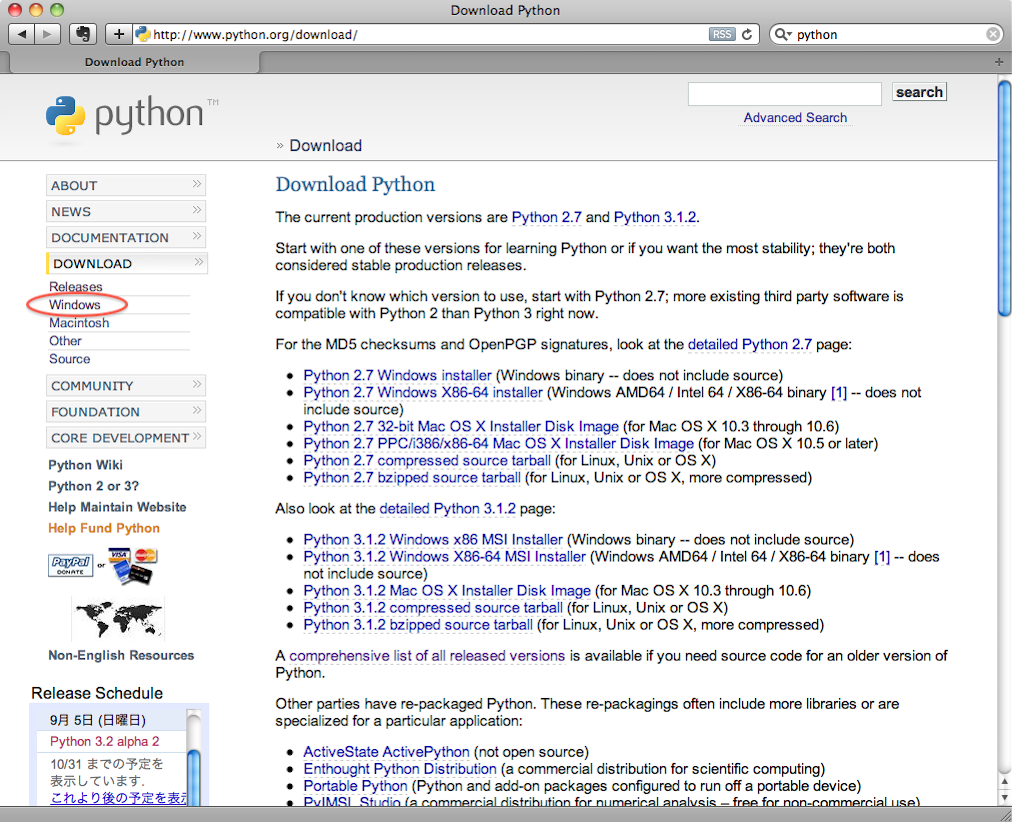 Download Python
http://www.python.org/download/
RSS
python
Download Python
python TM
search
Advanced Search
» Download
ABOUT »
NEWS »
DOCUMENTATION »
DOWNLOAD »
Releases
Windows
Macintosh
Other
Source
COMMUNITY »
FOUNDATION »
CORE DEVELOPMENT »
Python Wiki
Python 2 or 3?
Help Maintain Website
Help Fund Python
PayPal
DONATE
or
VISA
MasterCard
Non-English Resources
Release Schedule
9月 5日 (日曜日)
Python 3.2 alpha 2
10/31 までの予定を
表示しています.
これより後の予定を表示
Download Python
The current production versions are Python 2.7 and Python 3.1.2.
Start with one of these versions for learning Python or if you want the most stability; they're both
considered stable production releases.
If you don't know which version to use, start with Python 2.7; more existing third party software is
compatible with Python 2 than Python 3 right now.
For the MD5 checksums and OpenPGP signatures, look at the detailed Python 2.7 page:
• Python 2.7 Windows installer (Windows binary -- does not include source)
• Python 2.7 Windows X86-64 installer (Windows AMD64 / Intel 64 / X86-64 binary [1] -- does not
include source)
• Python 2.7 32-bit Mac OS X Installer Disk Image (for Mac OS X 10.3 through 10.6)
• Python 2.7 PPC/i386/x86-64 Mac OS X Installer Disk Image (for Mac OS X 10.5 or later)
• Python 2.7 compressed source tarball (for Linux, Unix or OS X)
• Python 2.7 bzipped source tarball (for Linux, Unix or OS X, more compressed)
Also look at the detailed Python 3.1.2 page:
• Python 3.1.2 Windows x86 MSI Installer (Windows binary -- does not include source)
• Python 3.1.2 Windows X86-64 MSI Installer (Windows AMD64 / Intel 64 / X86-64 binary [1] -- does
not include source)
• Python 3.1.2 Mac OS X Installer Disk Image (for Mac OS X 10.3 through 10.6)
• Python 3.1.2 compressed source tarball (for Linux, Unix or OS X)
• Python 3.1.2 bzipped source tarball (for Linux, Unix or OS X, more compressed)
A comprehensive list of all released versions is available if you need source code for an older version of
Python.
Other parties have re-packaged Python. These re-packagings often include more libraries or are
specialized for a particular application:
• ActiveState ActivePython (not open source)
• Enthought Python Distribution (a commercial distribution for scientific computing)
• Portable Python (Python and add-on packages configured to run off a portable device)
• PyIMSL Studio (a commercial distribution for numerical analysis – free for non-commercial use)